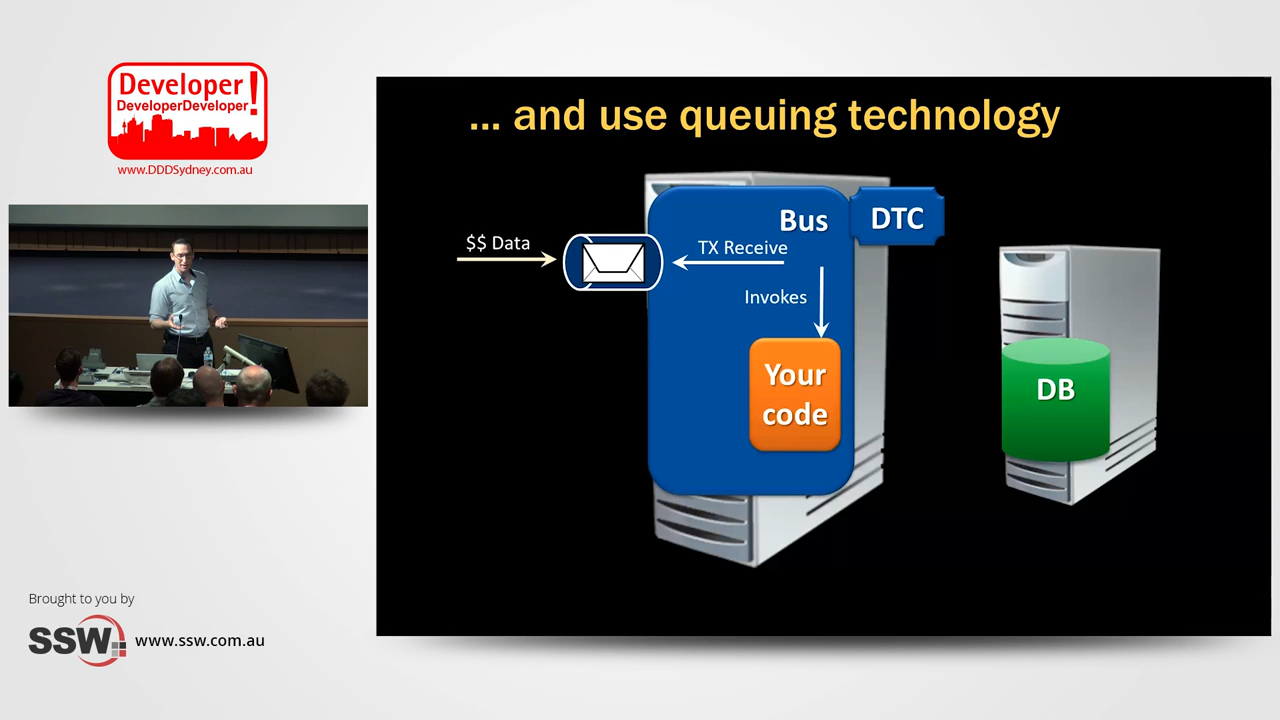 Developer!
DeveloperDeveloper
www.DDDSydney.com.au
... and use queuing technology
Bus
DTC
$$ Data
TX Receive
Invokes
Your
code
DB
Brought to you by
SSW
www.ssw.com.au